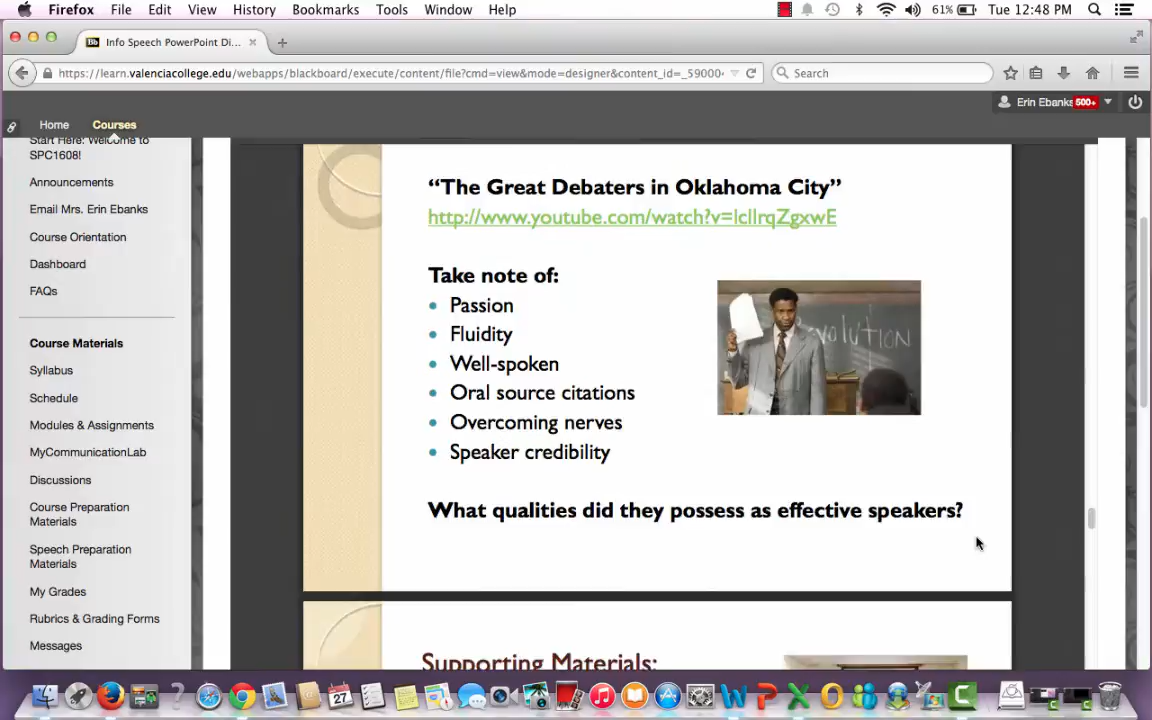 Firefox File Edit View History Bookmarks Tools Window Help
61% Tue 12:48 PM
Info Speech PowerPoint Di...
https://learn.valenciacollege.edu/webapps/blackboard/execute/content/file?cmd=view&mode=designer&content_id=_59000
Search
Erin Ebanks 500+
Home Courses
Start Here: Welcome to
SPC1608!
Announcements
Email Mrs. Erin Ebanks
Course Orientation
Dashboard
FAQs
Course Materials
Syllabus
Schedule
Modules & Assignments
MyCommunicationLab
Discussions
Course Preparation
Materials
Speech Preparation
Materials
My Grades
Rubrics & Grading Forms
Messages
“The Great Debaters in Oklahoma City”
http://www.youtube.com/watch?v=lcllrqZgxwE
Take note of:
• Passion
• Fluidity
• Well-spoken
• Oral source citations
• Overcoming nerves
• Speaker credibility
What qualities did they possess as effective speakers?
Supporting Materials: